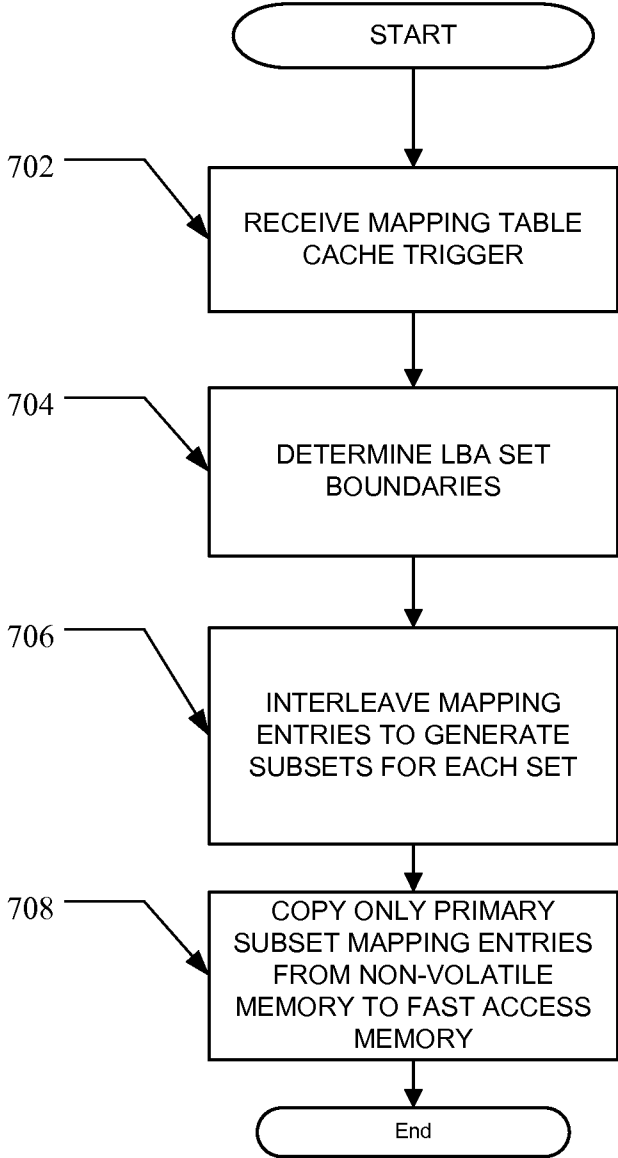 START
702
RECEIVE MAPPING TABLE
CACHE TRIGGER
704
DETERMINE LBA SET
BOUNDARIES
706
INTERLEAVE MAPPING
ENTRIES TO GENERATE
SUBSETS FOR EACH SET
708
COPY ONLY PRIMARY
SUBSET MAPPING ENTRIES
FROM NON-VOLATILE
MEMORY TO FAST ACCESS
MEMORY
End